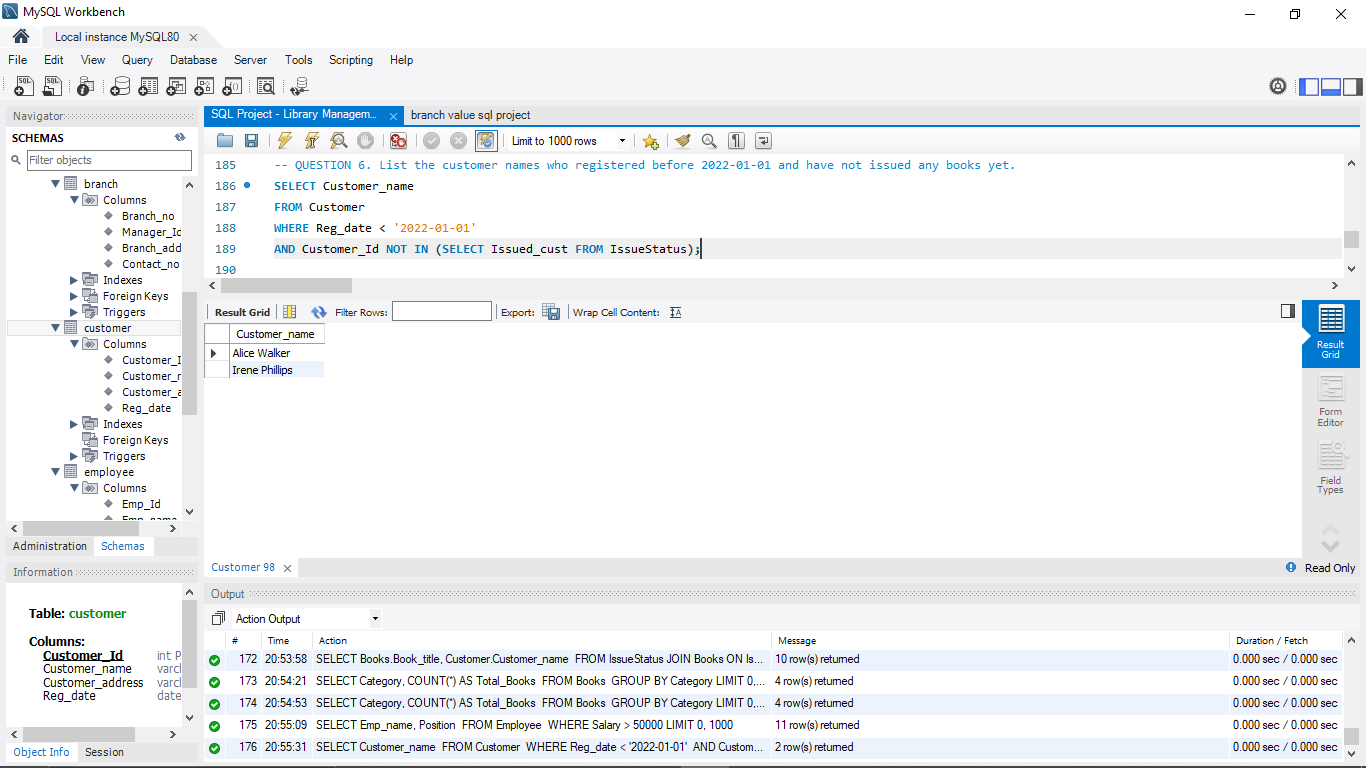 MySQL Workbench
Local instance MySQL80
File Edit View Query Database Server Tools Scripting Help
Navigator
SCHEMAS
Filter objects
branch
Columns
Branch_no
Manager_Id
Branch_add
Contact_no
Indexes
Foreign Keys
Triggers
customer
Columns
Customer_I
Customer_r
Customer_a
Reg_date
Indexes
Foreign Keys
Triggers
employee
Columns
Emp_Id
Emp_name
Administration Schemas
Information
Table: customer
Columns:
Customer_Id int P
Customer_name varch
Customer_address varch
Reg_date date
Object Info Session
SQL Project - Library Managem... branch value sql project
Limit to 1000 rows
185 -- QUESTION 6. List the customer names who registered before 2022-01-01 and have not issued any books yet.
186 SELECT Customer_name
187 FROM Customer
188 WHERE Reg_date < '2022-01-01'
189 AND Customer_Id NOT IN (SELECT Issued_cust FROM IssueStatus);
190
Result Grid Filter Rows: Export: Wrap Cell Content:
Customer_name
Alice Walker
Irene Phillips
Result Grid
Form Editor
Field Types
Customer 98
Read Only
Output
Action Output
# Time Action Message Duration / Fetch
172 20:53:58 SELECT Books.Book_title, Customer.Customer_name FROM IssueStatus JOIN Books ON Is... 10 row(s) returned 0.000 sec / 0.000 sec
173 20:54:21 SELECT Category, COUNT(*) AS Total_Books FROM Books GROUP BY Category LIMIT 0,... 4 row(s) returned 0.000 sec / 0.000 sec
174 20:54:53 SELECT Category, COUNT(*) AS Total_Books FROM Books GROUP BY Category LIMIT 0,... 4 row(s) returned 0.000 sec / 0.000 sec
175 20:55:09 SELECT Emp_name, Position FROM Employee WHERE Salary > 50000 LIMIT 0, 1000 11 row(s) returned 0.000 sec / 0.000 sec
176 20:55:31 SELECT Customer_name FROM Customer WHERE Reg_date < '2022-01-01' AND Custom... 2 row(s) returned 0.000 sec / 0.000 sec